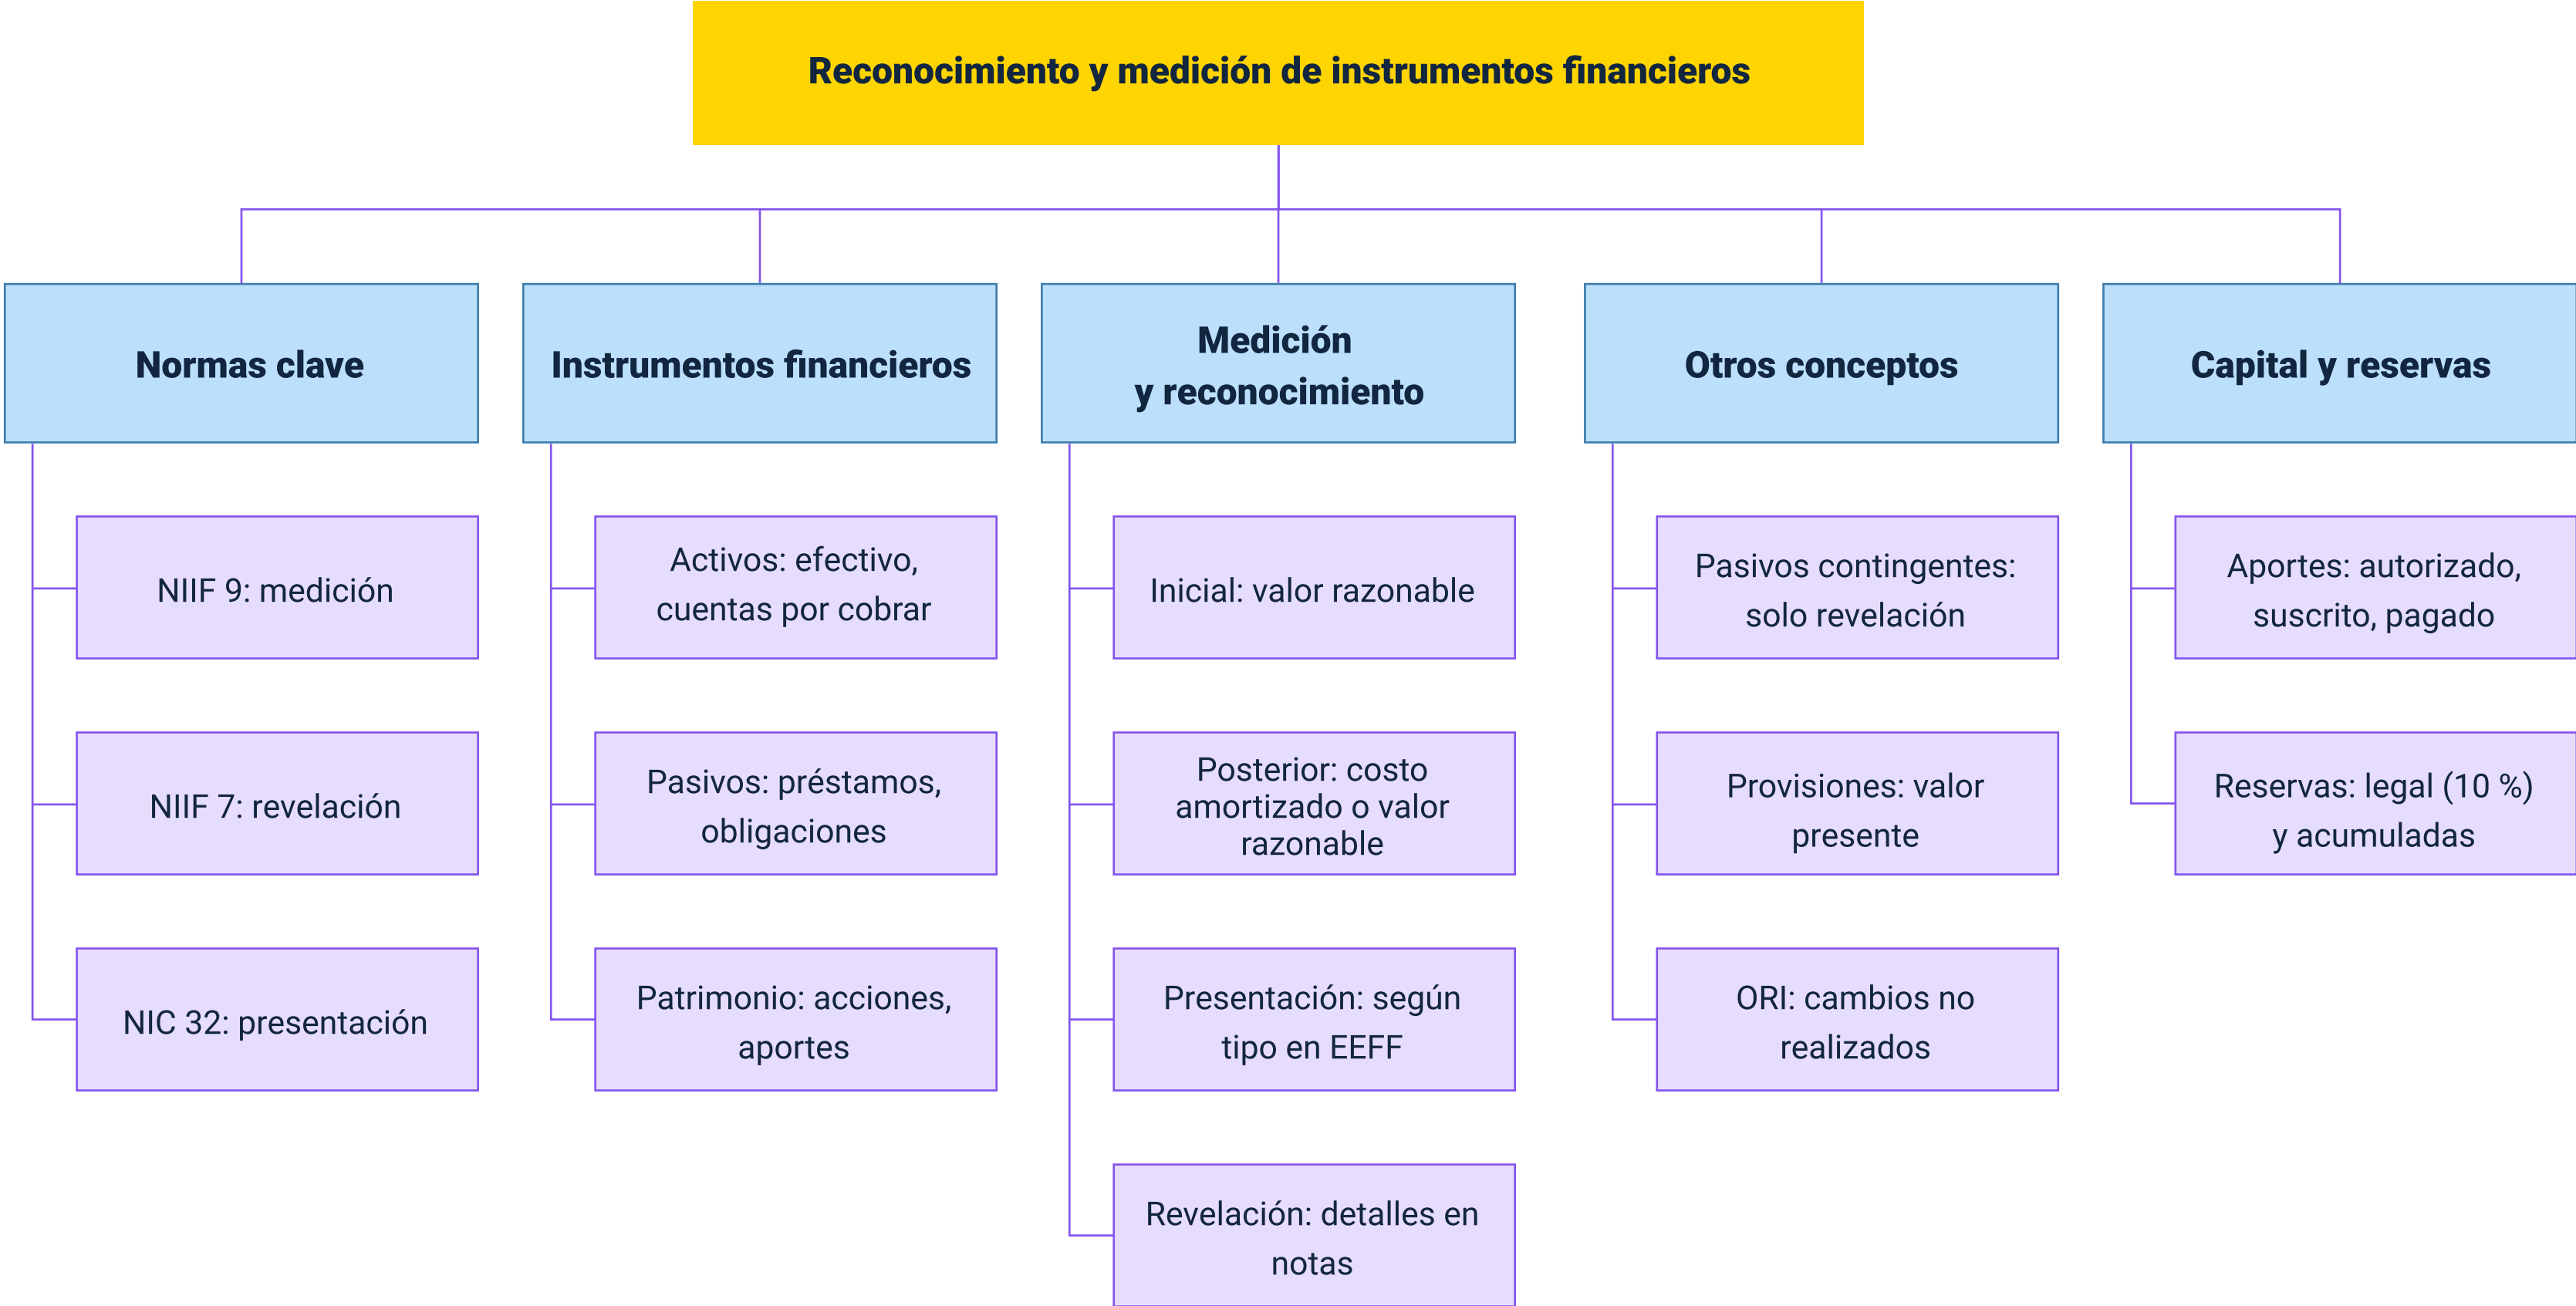 Reconocimiento y medición de instrumentos financieros
Normas clave
NIIF 9: medición
NIIF 7: revelación
NIC 32: presentación
Instrumentos financieros
Activos: efectivo,
cuentas por cobrar
Pasivos: préstamos,
obligaciones
Patrimonio: acciones,
aportes
Medición
y reconocimiento
Inicial: valor razonable
Posterior: costo
amortizado o valor
razonable
Presentación: según
tipo en EEFF
Revelación: detalles en
notas
Otros conceptos
Pasivos contingentes:
solo revelación
Provisiones: valor
presente
ORI: cambios no
realizados
Capital y reservas
Aportes: autorizado,
suscrito, pagado
Reservas: legal (10 %)
y acumuladas